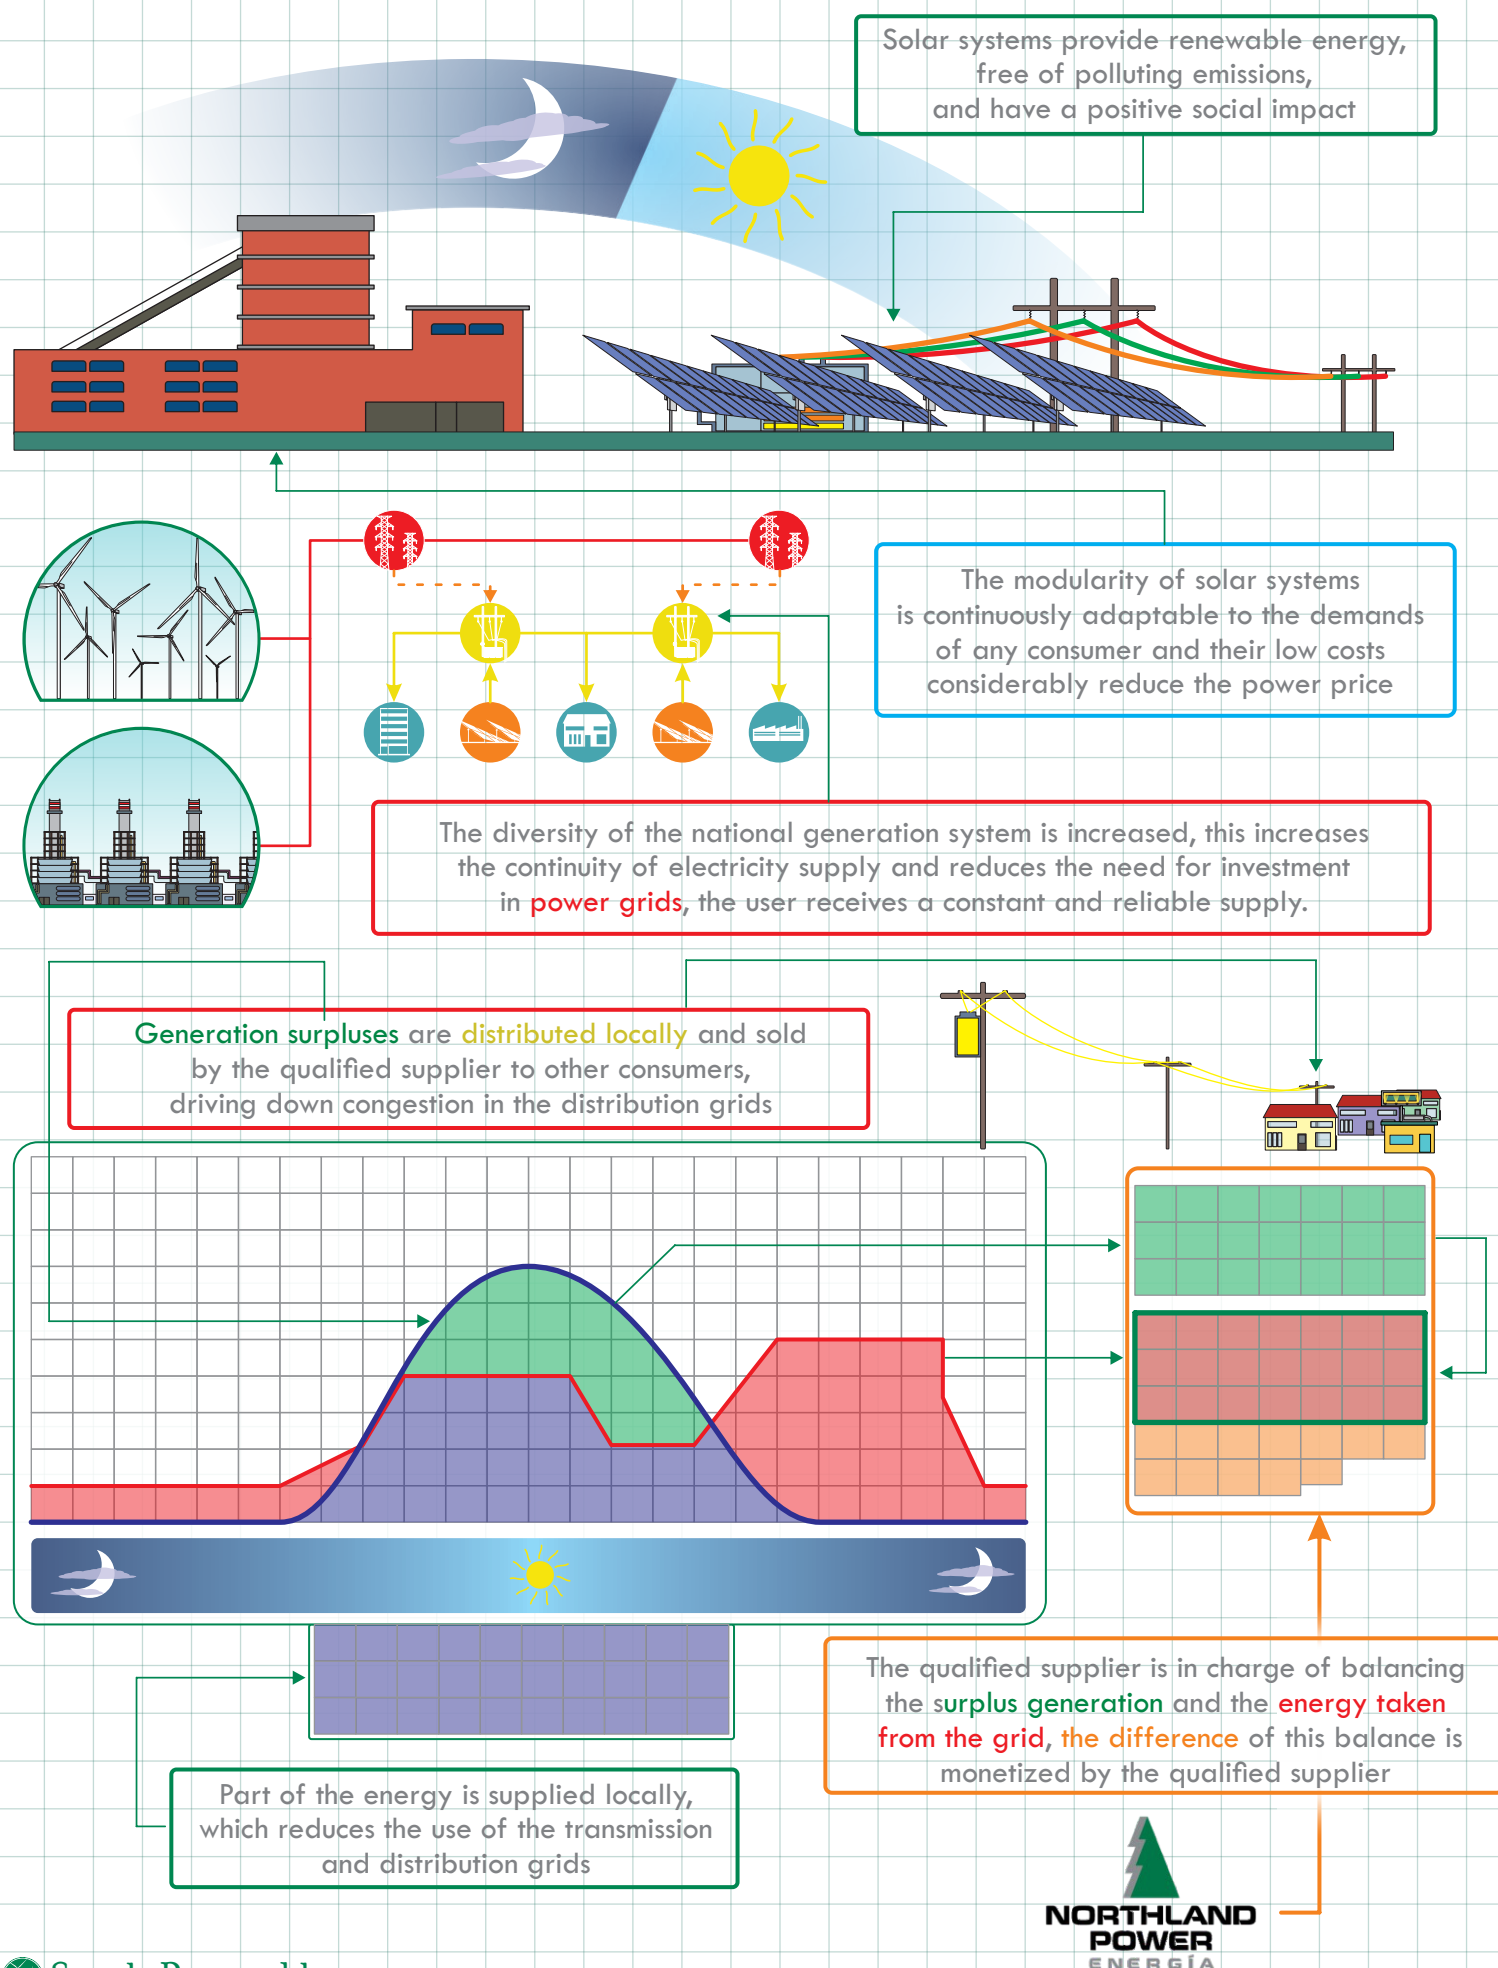 Solar systems provide renewable energy,
free of polluting emissions,
and have a positive social impact
The modularity of solar systems
is continuously adaptable to the demands
of any consumer and their low costs
considerably reduce the power price
The diversity of the national generation system is increased, this increases
the continuity of electricity supply and reduces the need for investment
in power grids, the user receives a constant and reliable supply.
Generation surpluses are distributed locally and sold
by the qualified supplier to other consumers,
driving down congestion in the distribution grids
The qualified supplier is in charge of balancing
the surplus generation and the energy taken
from the grid, the difference of this balance is
monetized by the qualified supplier
Part of the energy is supplied locally,
which reduces the use of the transmission
and distribution grids
NORTHLAND
POWER
ENERGÍA